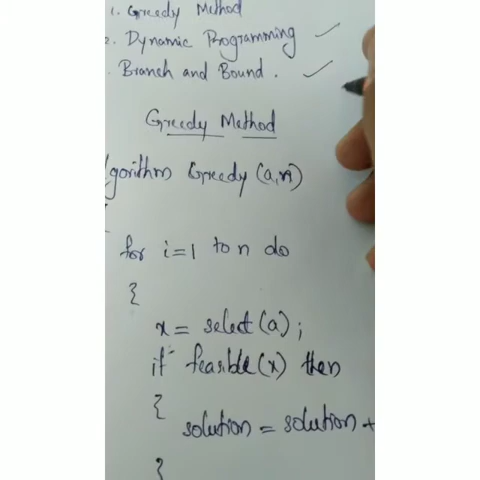 1. Greedy Method
2. Dynamic Programming
. Branch and Bound.
Greedy Method
lgorithm Greedy (a,n)
for i=1 to n do
{
x = select(a);
if feasible(x) then
{
solution = solution +
}